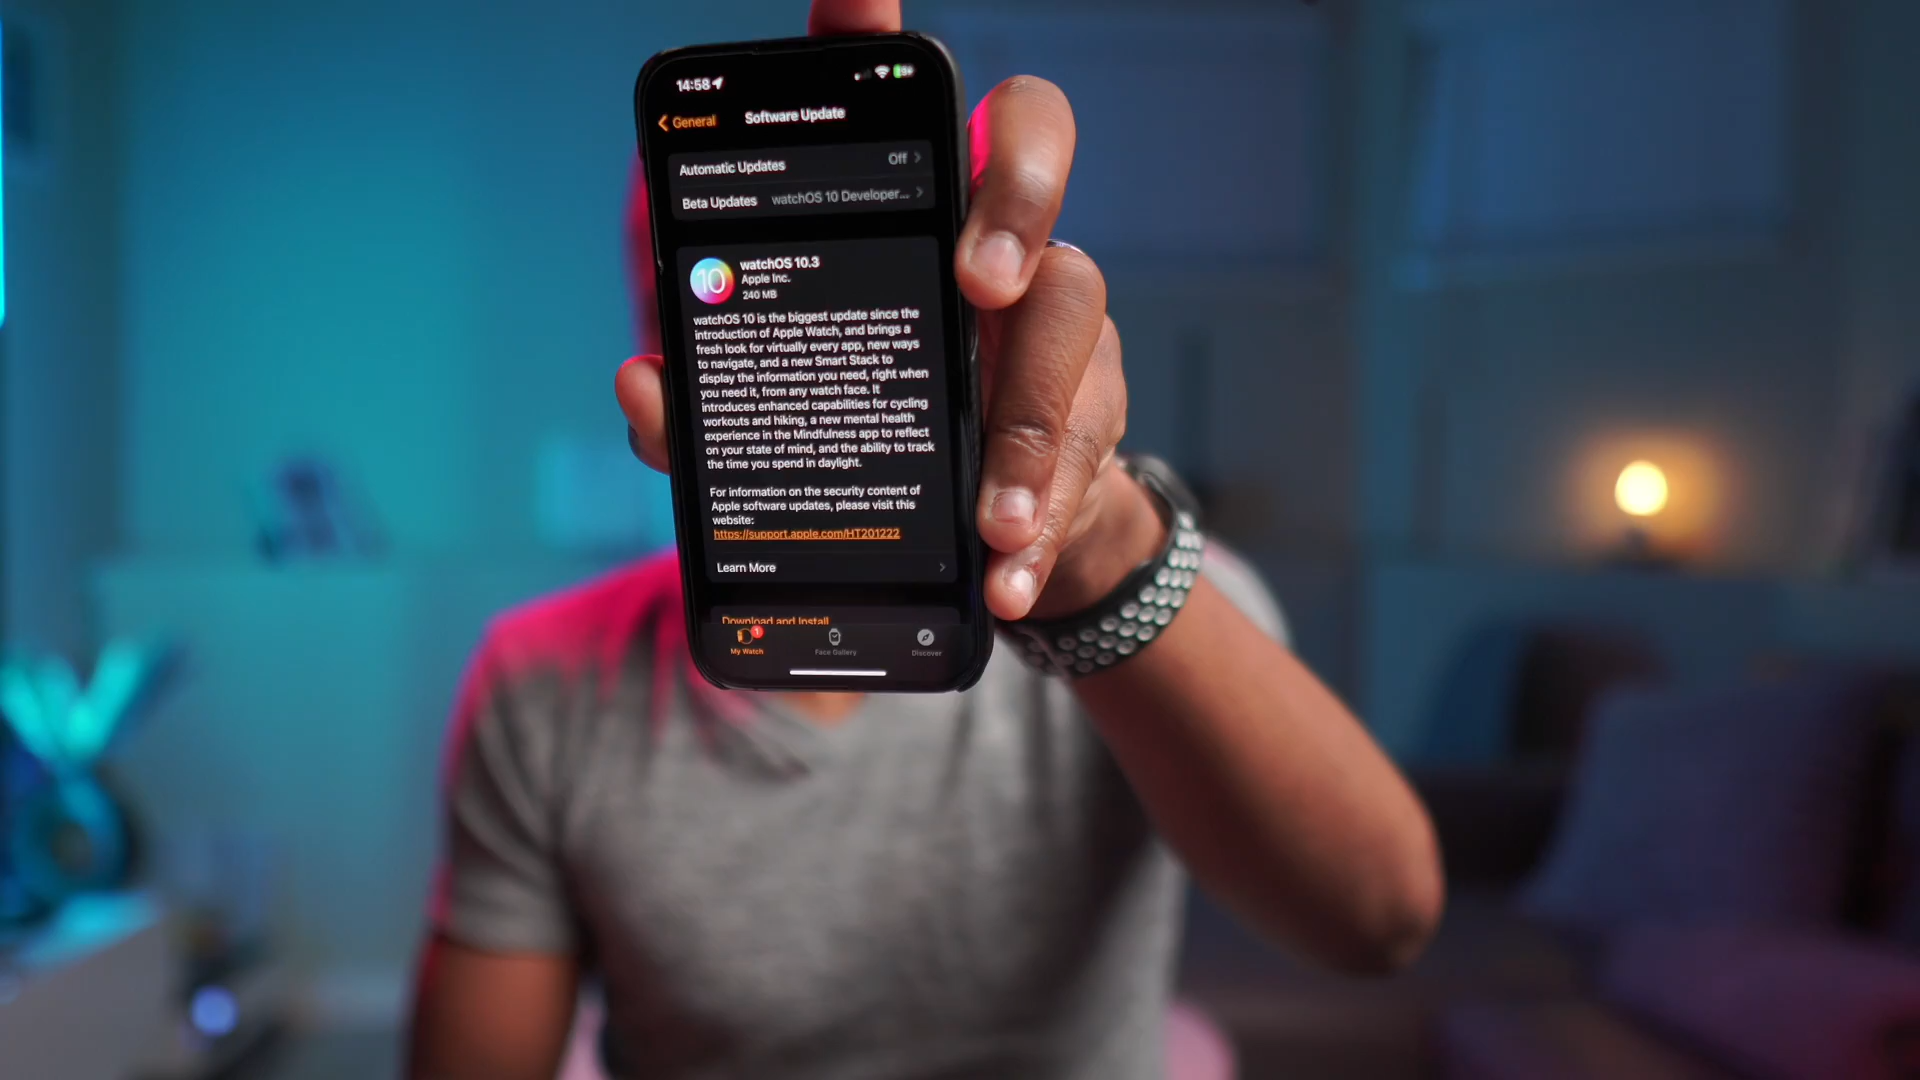 14:58
General
Software Update
Automatic Updates Off
Beta Updates watchOS 10 Developer...
10
watchOS 10.3
Apple Inc.
240 MB
watchOS 10 is the biggest update since the
introduction of Apple Watch, and brings a
fresh look for virtually every app, new ways
to navigate, and a new Smart Stack to
display the information you need, right when
you need it, from any watch face. It
introduces enhanced capabilities for cycling
workouts and hiking, a new mental health
experience in the Mindfulness app to reflect
on your state of mind, and the ability to track
the time you spend in daylight.
For information on the security content of
Apple software updates, please visit this
website:
https://support.apple.com/HT201222
Learn More
Download and Install
1
My Watch Face Gallery Discover